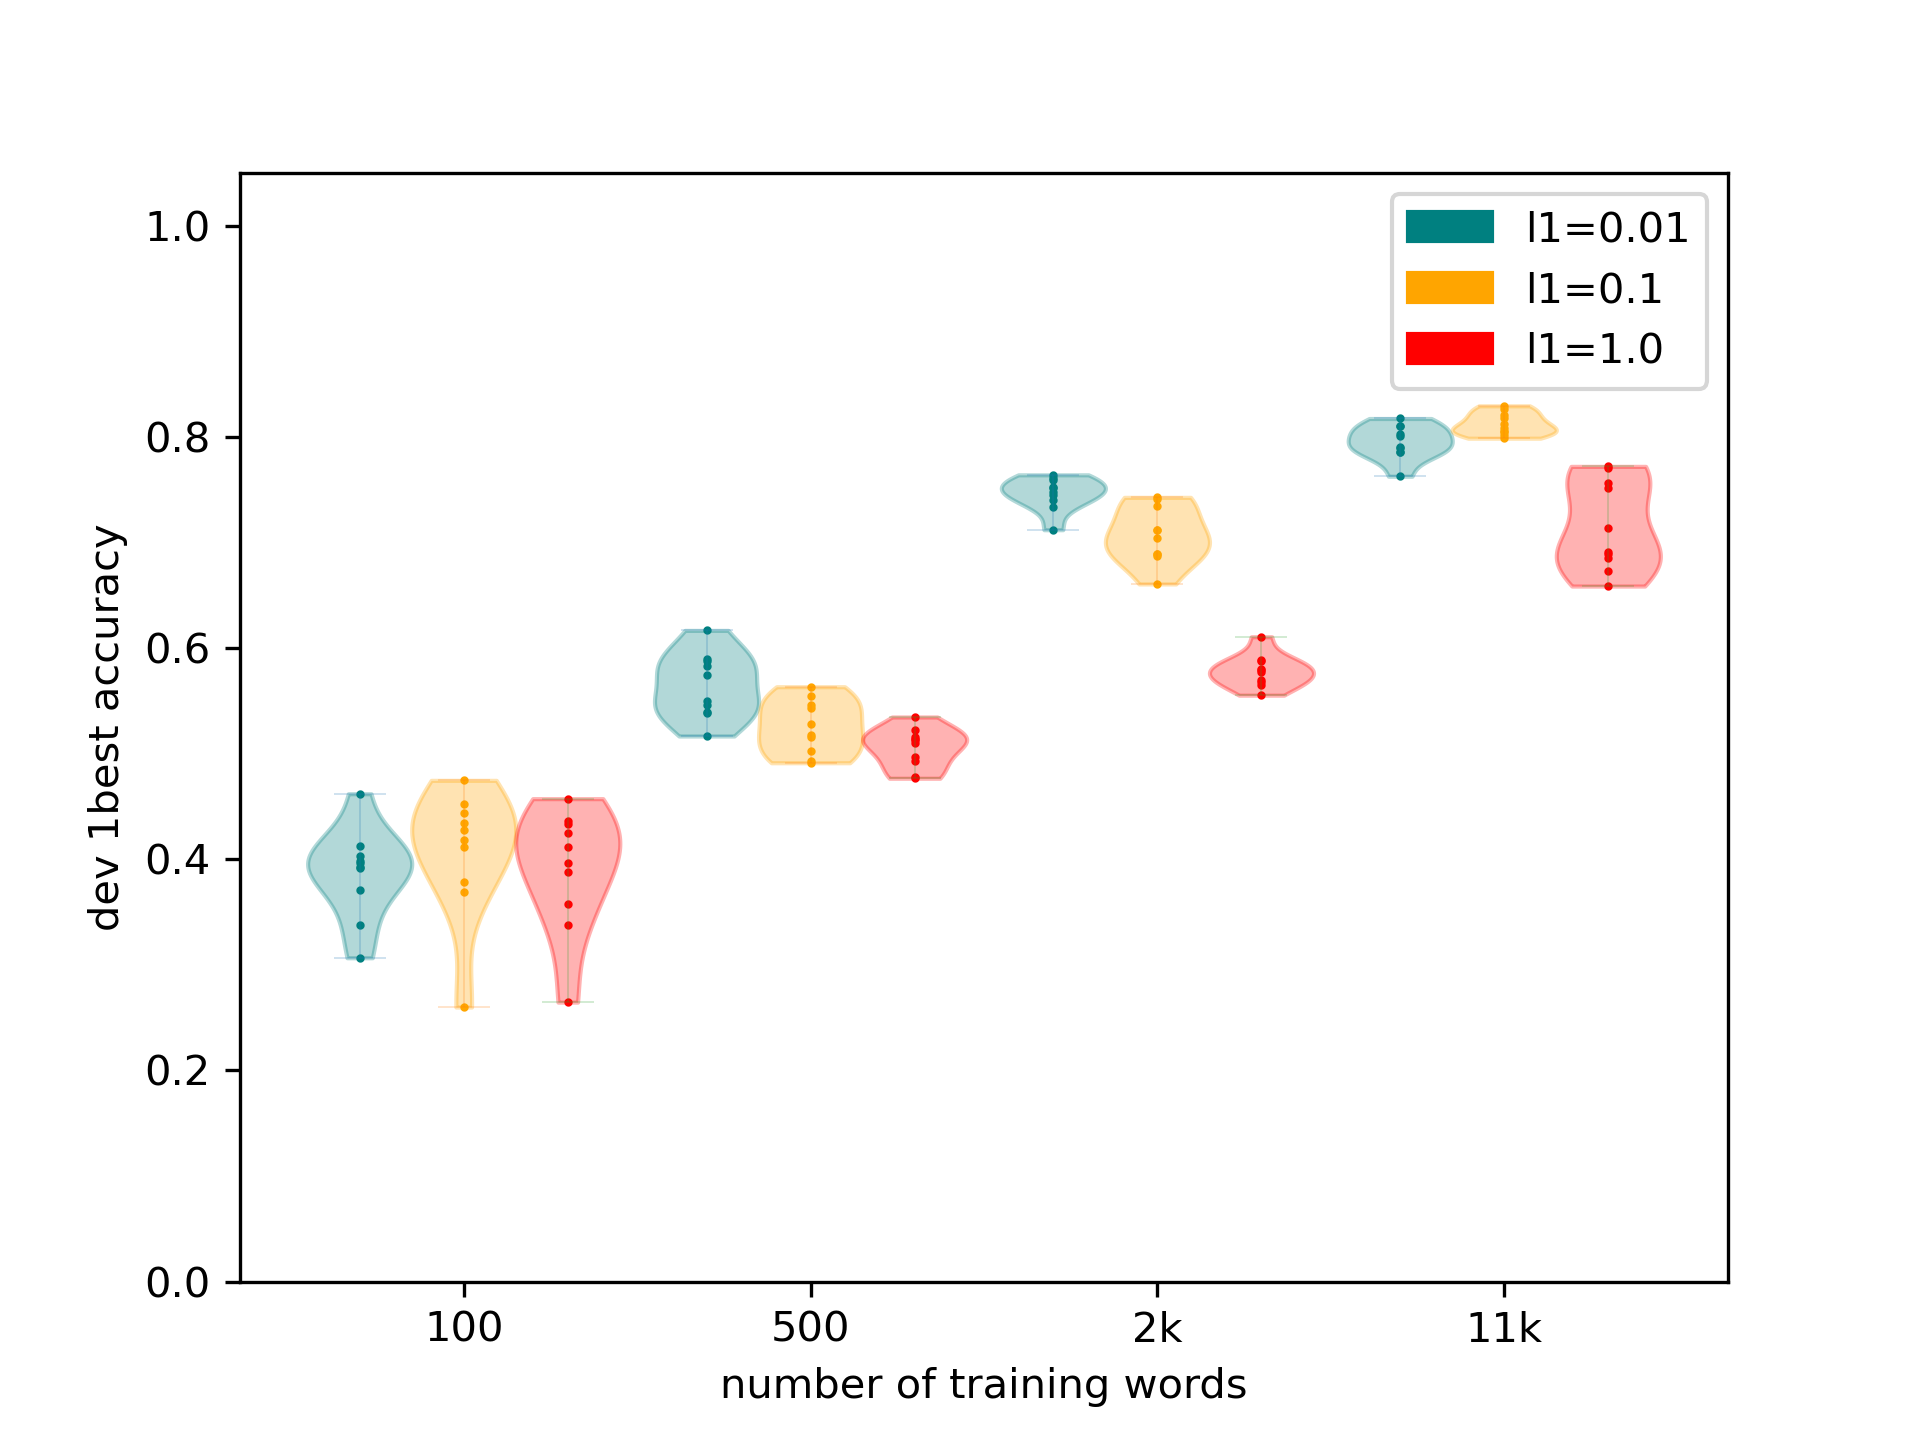 l1=0.01
l1=0.1
l1=1.0
1.0
0.8
0.6
0.4
0.2
0.0
dev 1best accuracy
100 500 2k 11k
number of training words